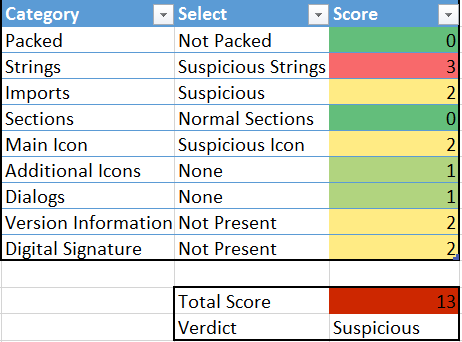 Category Select Score
Packed Not Packed 0
Strings Suspicious Strings 3
Imports Suspicious 2
Sections Normal Sections 0
Main Icon Suspicious Icon 2
Additional Icons None 1
Dialogs None 1
Version Information Not Present 2
Digital Signature Not Present 2
Total Score 13
Verdict Suspicious